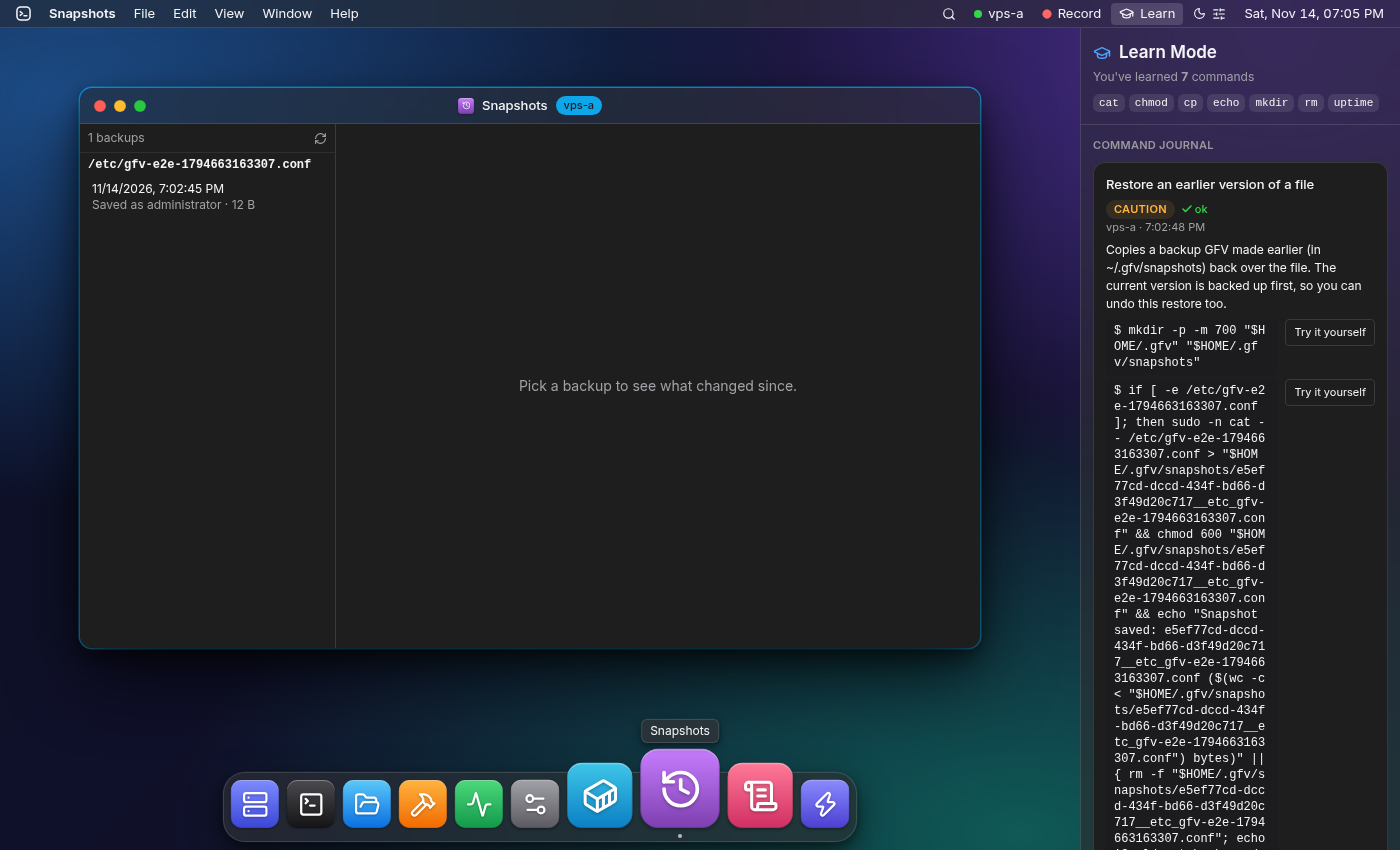 Snapshots File Edit View Window Help vps-a Record Learn Sat, Nov 14, 07:05 PM
Snapshots vps-a
1 backups
/etc/gfv-e2e-1794663163307.conf
11/14/2026, 7:02:45 PM
Saved as administrator · 12 B
Pick a backup to see what changed since.
Snapshots
Learn Mode
You've learned 7 commands
cat chmod cp echo mkdir rm uptime
COMMAND JOURNAL
Restore an earlier version of a file
CAUTION ok
vps-a · 7:02:48 PM
Copies a backup GFV made earlier (in
~/.gfv/snapshots) back over the file. The
current version is backed up first, so you can
undo this restore too.
$ mkdir -p -m 700 "$H
OME/.gfv" "$HOME/.gf
v/snapshots"
Try it yourself
$ if [ -e /etc/gfv-e2
e-1794663163307.conf
]; then sudo -n cat -
- /etc/gfv-e2e-179466
3163307.conf > "$HOM
E/.gfv/snapshots/e5ef
77cd-dccd-434f-bd66-d
3f49d20c717__etc_gfv-
e2e-1794663163307.con
f" && chmod 600 "$HOM
E/.gfv/snapshots/e5ef
77cd-dccd-434f-bd66-d
3f49d20c717__etc_gfv-
e2e-1794663163307.con
f" && echo "Snapshot
saved: e5ef77cd-dccd-
434f-bd66-d3f49d20c71
7__etc_gfv-e2e-179466
3163307.conf ($(wc -c
< "$HOME/.gfv/snapsho
ts/e5ef77cd-dccd-434f
-bd66-d3f49d20c717__e
tc_gfv-e2e-1794663163
307.conf") bytes)" ||
{ rm -f "$HOME/.gfv/s
napshots/e5ef77cd-dcc
d-434f-bd66-d3f49d20c
717__etc_gfv-e2e-1794
663163307.conf"; echo
Try it yourself